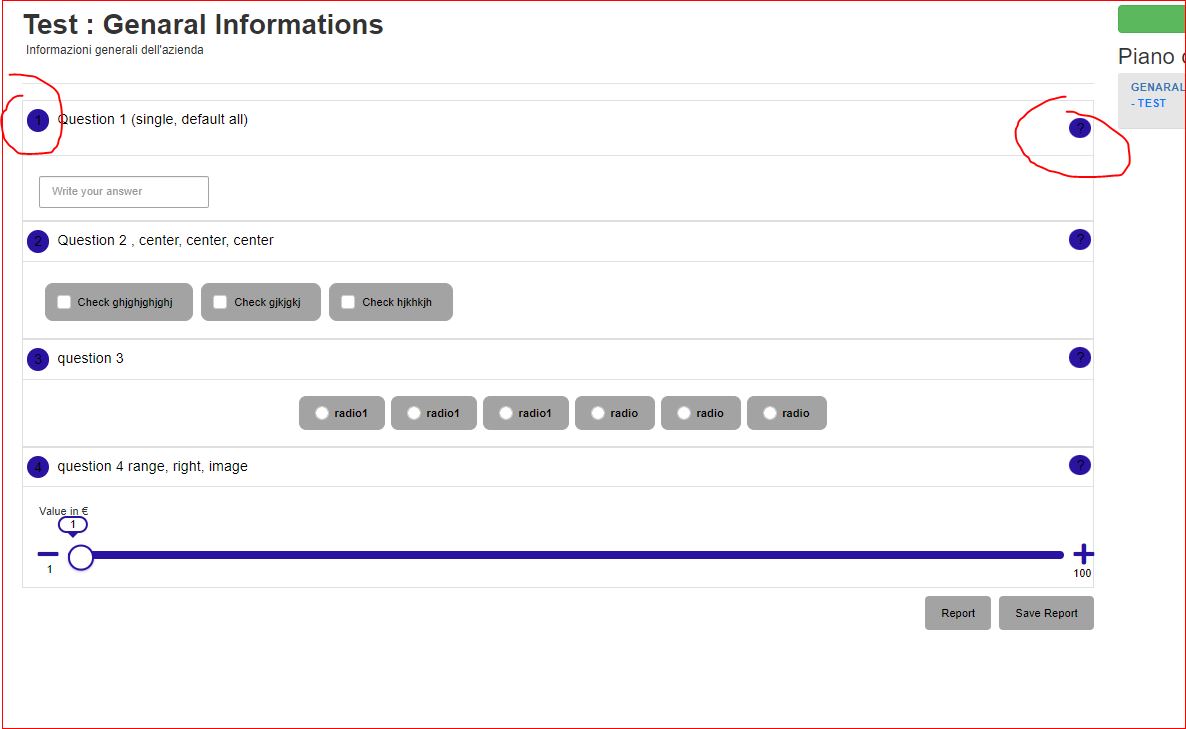 Test : Genaral Informations
Informazioni generali dell'azienda
Piano
GENARAL
- TEST
1 Question 1 (single, default all) ?
Write your answer
2 Question 2 , center, center, center ?
Check ghjghjghjghj Check gjkjgkj Check hjkhkjh
3 question 3 ?
radio1 radio1 radio1 radio radio radio
4 question 4 range, right, image ?
Value in €
1
1 100
Report Save Report